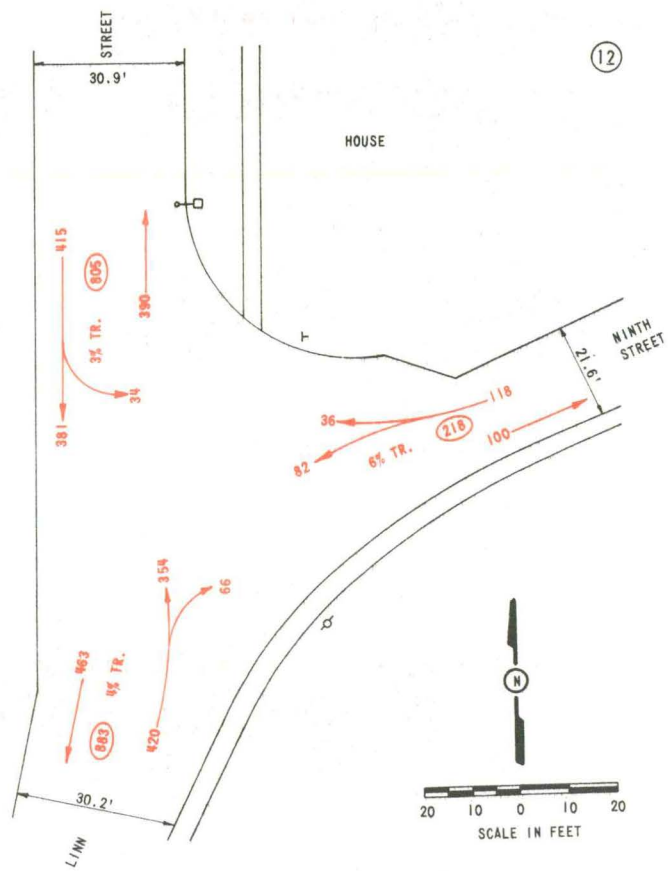 STREET
30.9'
12
HOUSE
415
805
390
3% TR.
34
381
NINTH
STREET
21.6'
118
36
218
100
82
6% TR.
354
66
463
4% TR.
883
420
N
30.2'
LINN
20 10 0 10 20
SCALE IN FEET